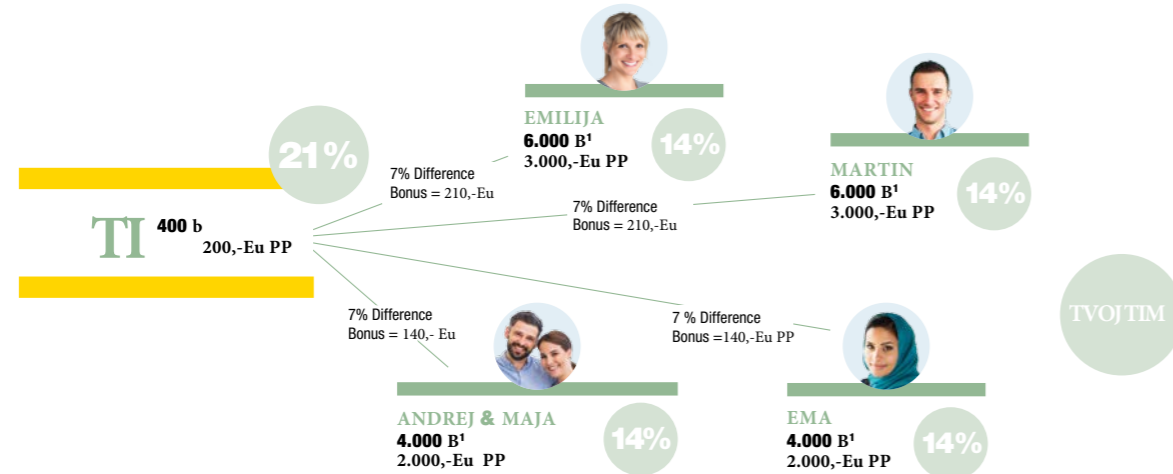 EMILIJA
6.000 B¹
3.000,-Eu PP
14%
MARTIN
6.000 B¹
3.000,-Eu PP
14%
21%
7% Difference
Bonus = 210,-Eu
7% Difference
Bonus = 210,-Eu
TI
400 b
200,-Eu PP
7% Difference
Bonus = 140,- Eu
7 % Difference
Bonus =140,-Eu PP
TVOJ TIM
ANDREJ & MAJA
4.000 B¹
2.000,-Eu PP
14%
EMA
4.000 B¹
2.000,-Eu PP
14%